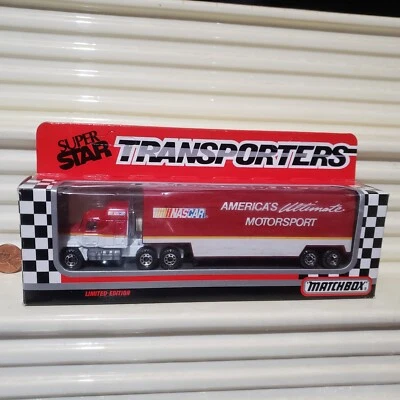 SUPER
STAR
TRANSPORTERS
NASCAR
AMERICA'S Ultimate
MOTORSPORT
LIMITED-EDITION
MATCHBOX